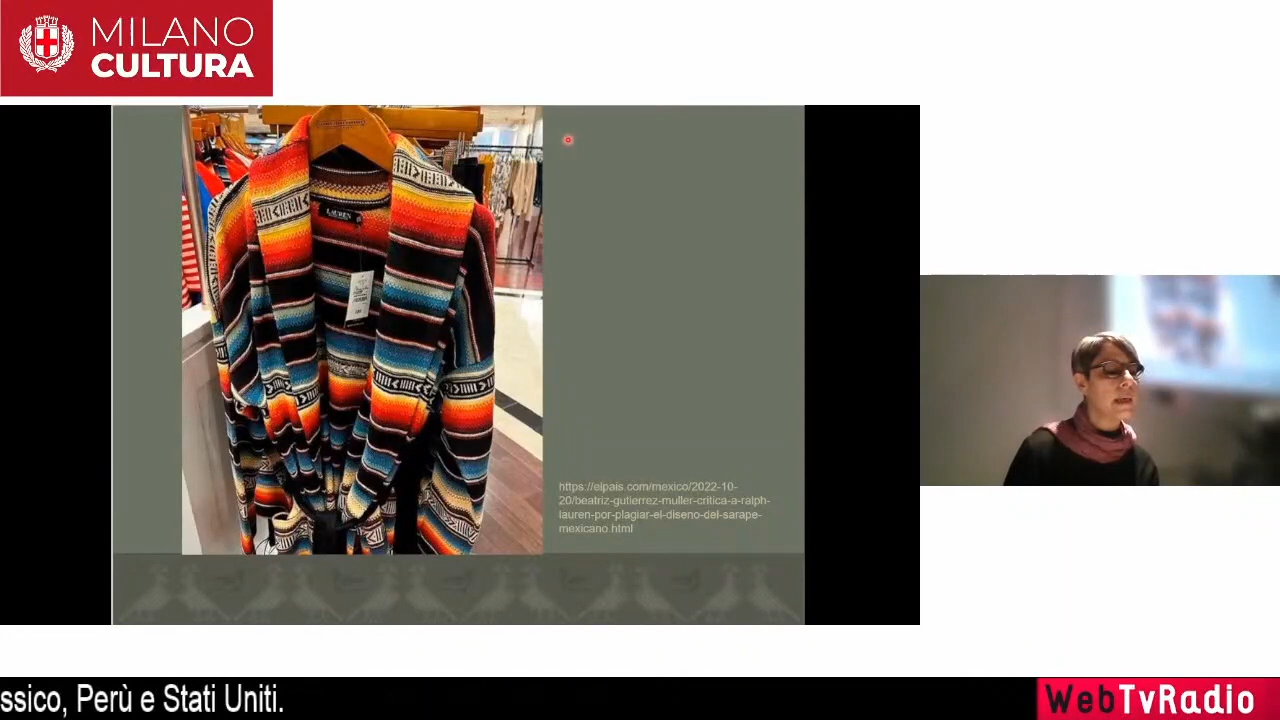 MILANO
CULTURA
LAUREN
https://elpais.com/mexico/2022-10-
20/beatriz-gutierrez-muller-critica-a-ralph-
lauren-por-plagiar-el-diseno-del-sarape-
mexicano.html
ssico, Perù e Stati Uniti.
WebTvRadio